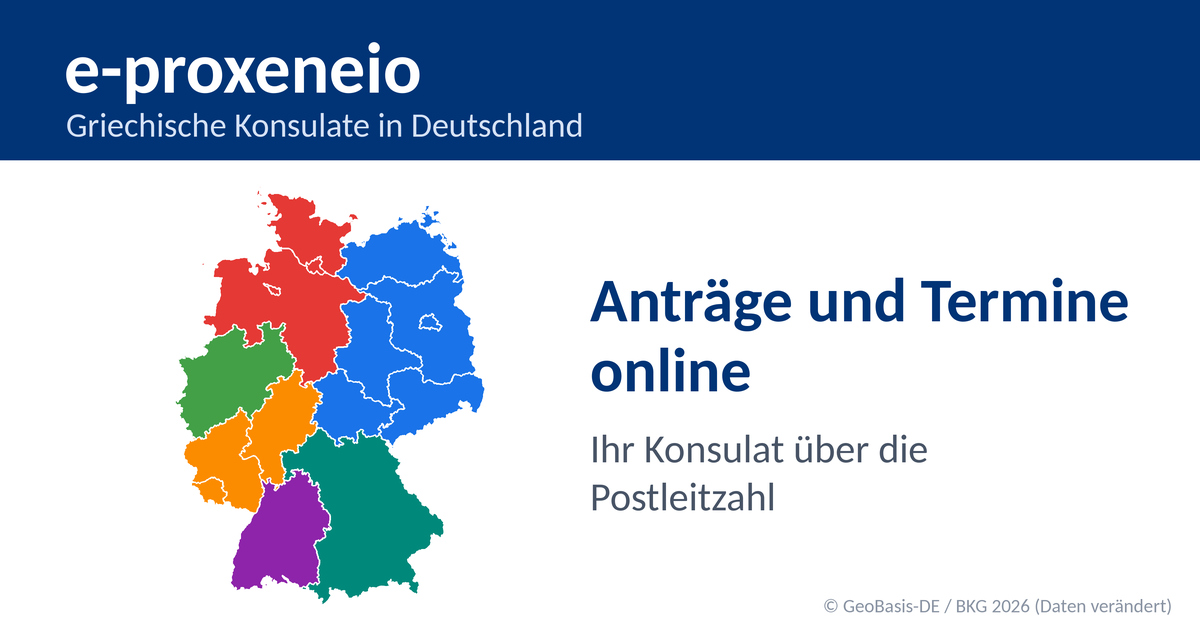 e-proxeneio
Griechische Konsulate in Deutschland
Anträge und Termine
online
Ihr Konsulat über die
Postleitzahl
© GeoBasis-DE / BKG 2026 (Daten verändert)